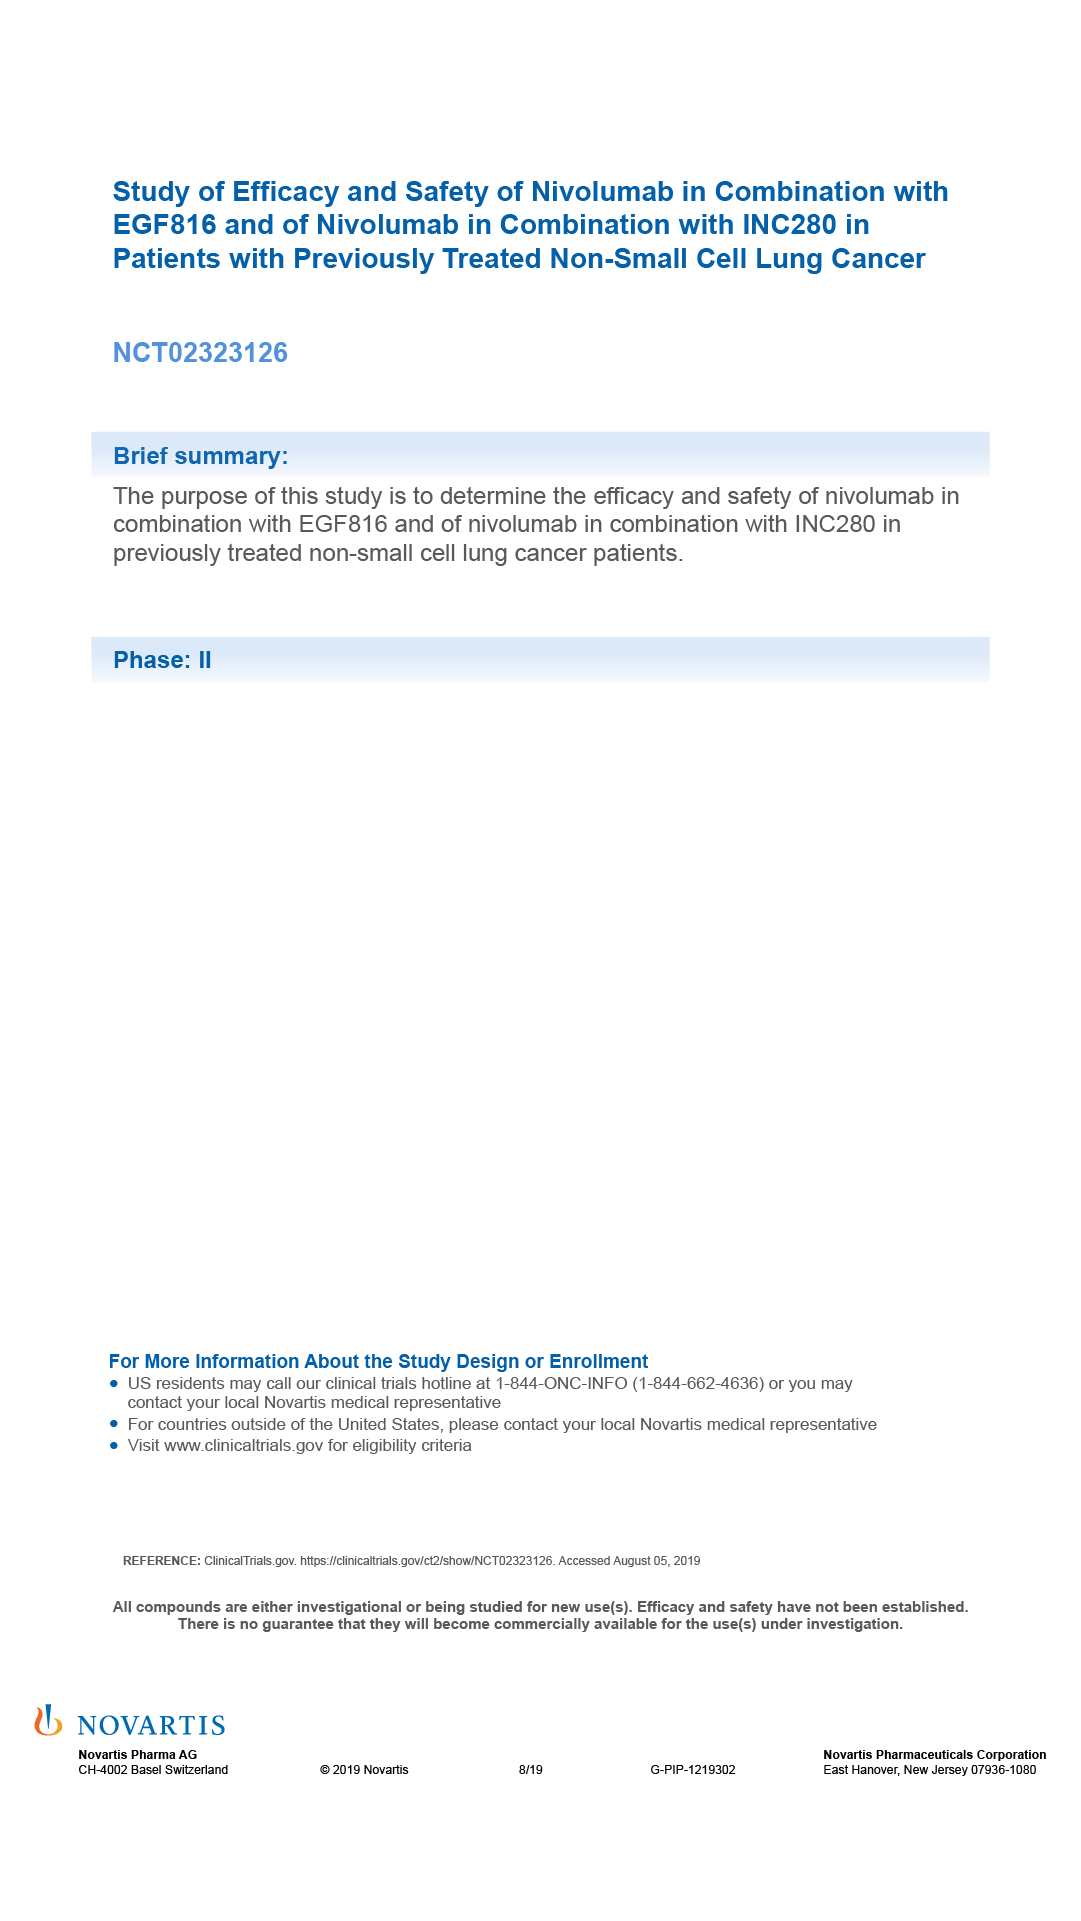 Study of Efficacy and Safety of Nivolumab in Combination with
EGF816 and of Nivolumab in Combination with INC280 in
Patients with Previously Treated Non-Small Cell Lung Cancer
NCT02323126
Brief summary:
The purpose of this study is to determine the efficacy and safety of nivolumab in
combination with EGF816 and of nivolumab in combination with INC280 in
previously treated non-small cell lung cancer patients.
Phase: II
For More Information About the Study Design or Enrollment
● US residents may call our clinical trials hotline at 1-844-ONC-INFO (1-844-662-4636) or you may
contact your local Novartis medical representative
● For countries outside of the United States, please contact your local Novartis medical representative
● Visit www.clinicaltrials.gov for eligibility criteria
REFERENCE: ClinicalTrials.gov. https://clinicaltrials.gov/ct2/show/NCT02323126. Accessed August 05, 2019
All compounds are either investigational or being studied for new use(s). Efficacy and safety have not been established.
There is no guarantee that they will become commercially available for the use(s) under investigation.
NOVARTIS
Novartis Pharma AG
CH-4002 Basel Switzerland
© 2019 Novartis
8/19
G-PIP-1219302
Novartis Pharmaceuticals Corporation
East Hanover, New Jersey 07936-1080